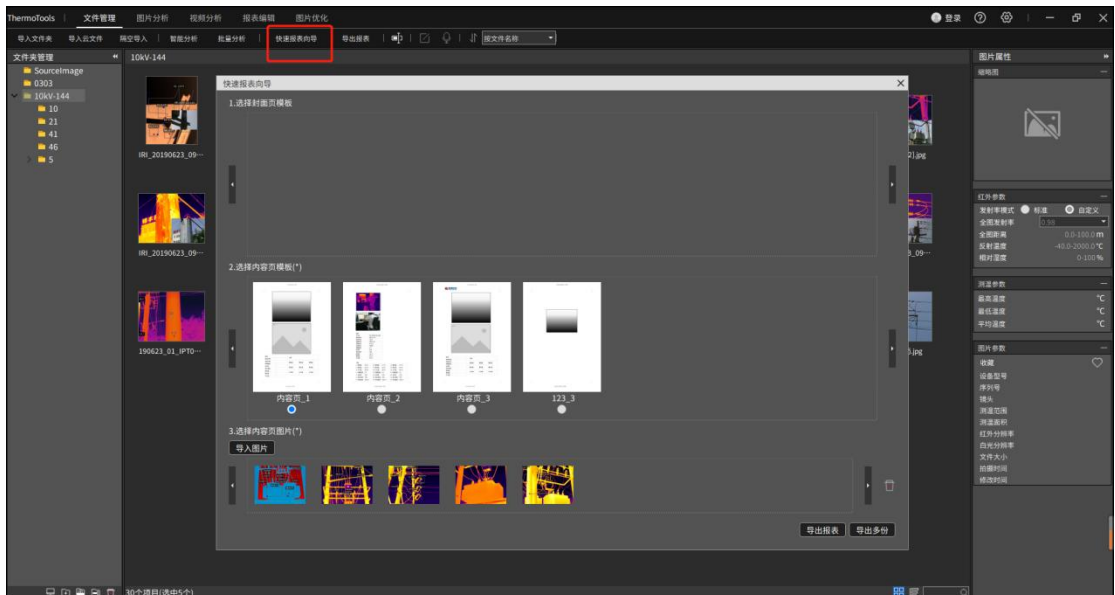 ThermoTools 文件管理 图片分析 视频分析 报表编辑 图片优化 登录
导入文件夹 导入云文件 隔空导入 智能分析 批量分析 快速报表向导 导出报表 按文件名称
文件夹管理
SourceImage
0303
10kV-144
10
21
41
46
5
10kV-144
IRI_20190623_09…
IRI_20190623_09…
190623_01_IPT0…
快速报表向导
1.选择封面页模板
2.选择内容页模板(*)
内容页_1 内容页_2 内容页_3 123_3
3.选择内容页图片(*)
导入图片
导出报表 导出多份
].jpg
3_09…
].jpg
图片属性
缩略图
红外参数
发射率模式 标准 自定义
全图发射率 0.98
全图距离 0.0-180.0 m
反射温度 -40.0-2000.0 ℃
相对湿度 0-100 %
测温参数
最高温度 ℃
最低温度 ℃
平均温度 ℃
图片参数
收藏
设备型号
序列号
镜头
测温范围
测温面积
红外分辨率
白光分辨率
文件大小
拍摄时间
修改时间
30个项目(选中5个)